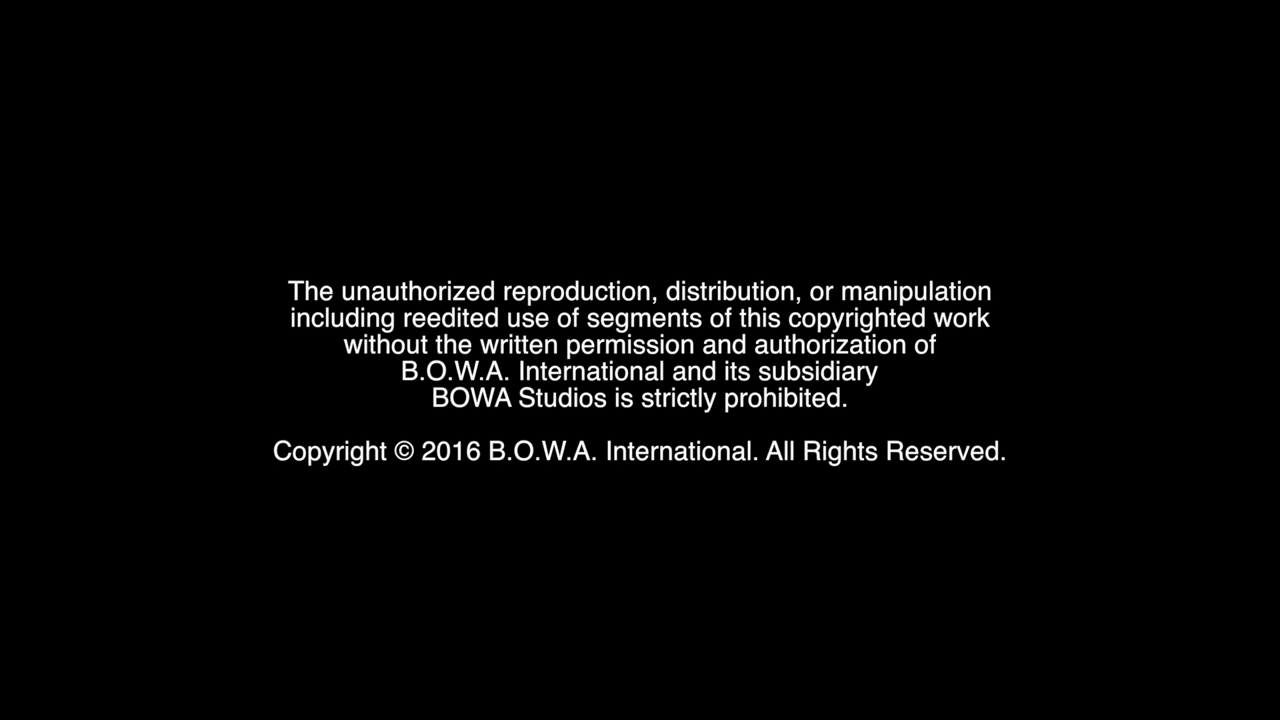 The unauthorized reproduction, distribution, or manipulation
including reedited use of segments of this copyrighted work
without the written permission and authorization of
B.O.W.A. International and its subsidiary
BOWA Studios is strictly prohibited.
Copyright © 2016 B.O.W.A. International. All Rights Reserved.